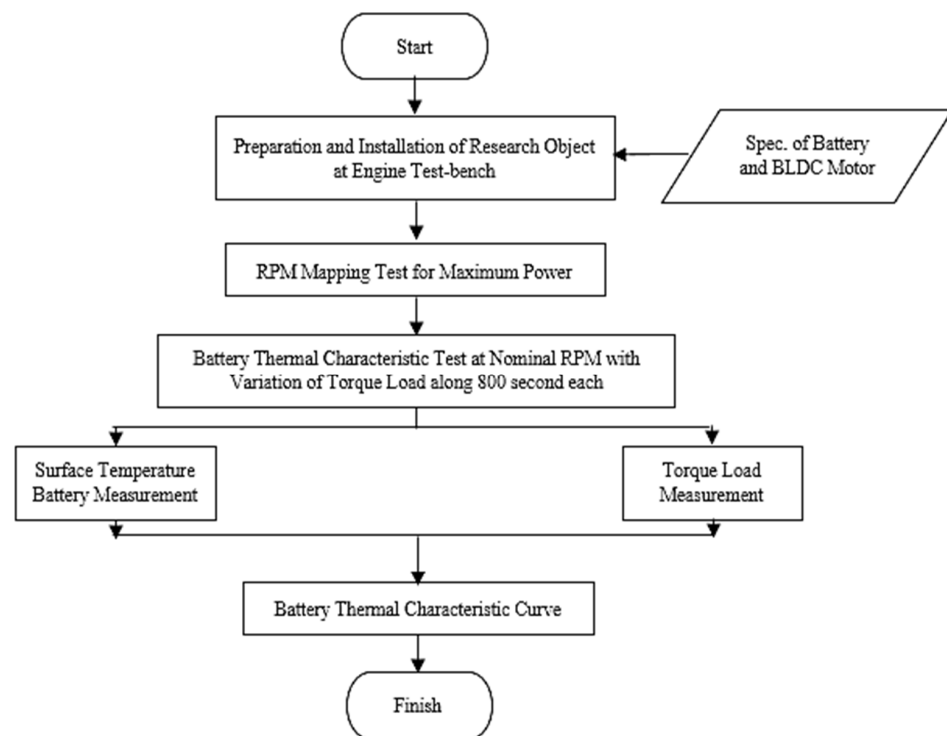 Start
Preparation and Installation of Research Object
at Engine Test-bench
Spec. of Battery
and BLDC Motor
RPM Mapping Test for Maximum Power
Battery Thermal Characteristic Test at Nominal RPM with
Variation of Torque Load along 800 second each
Surface Temperature
Battery Measurement
Torque Load
Measurement
Battery Thermal Characteristic Curve
Finish